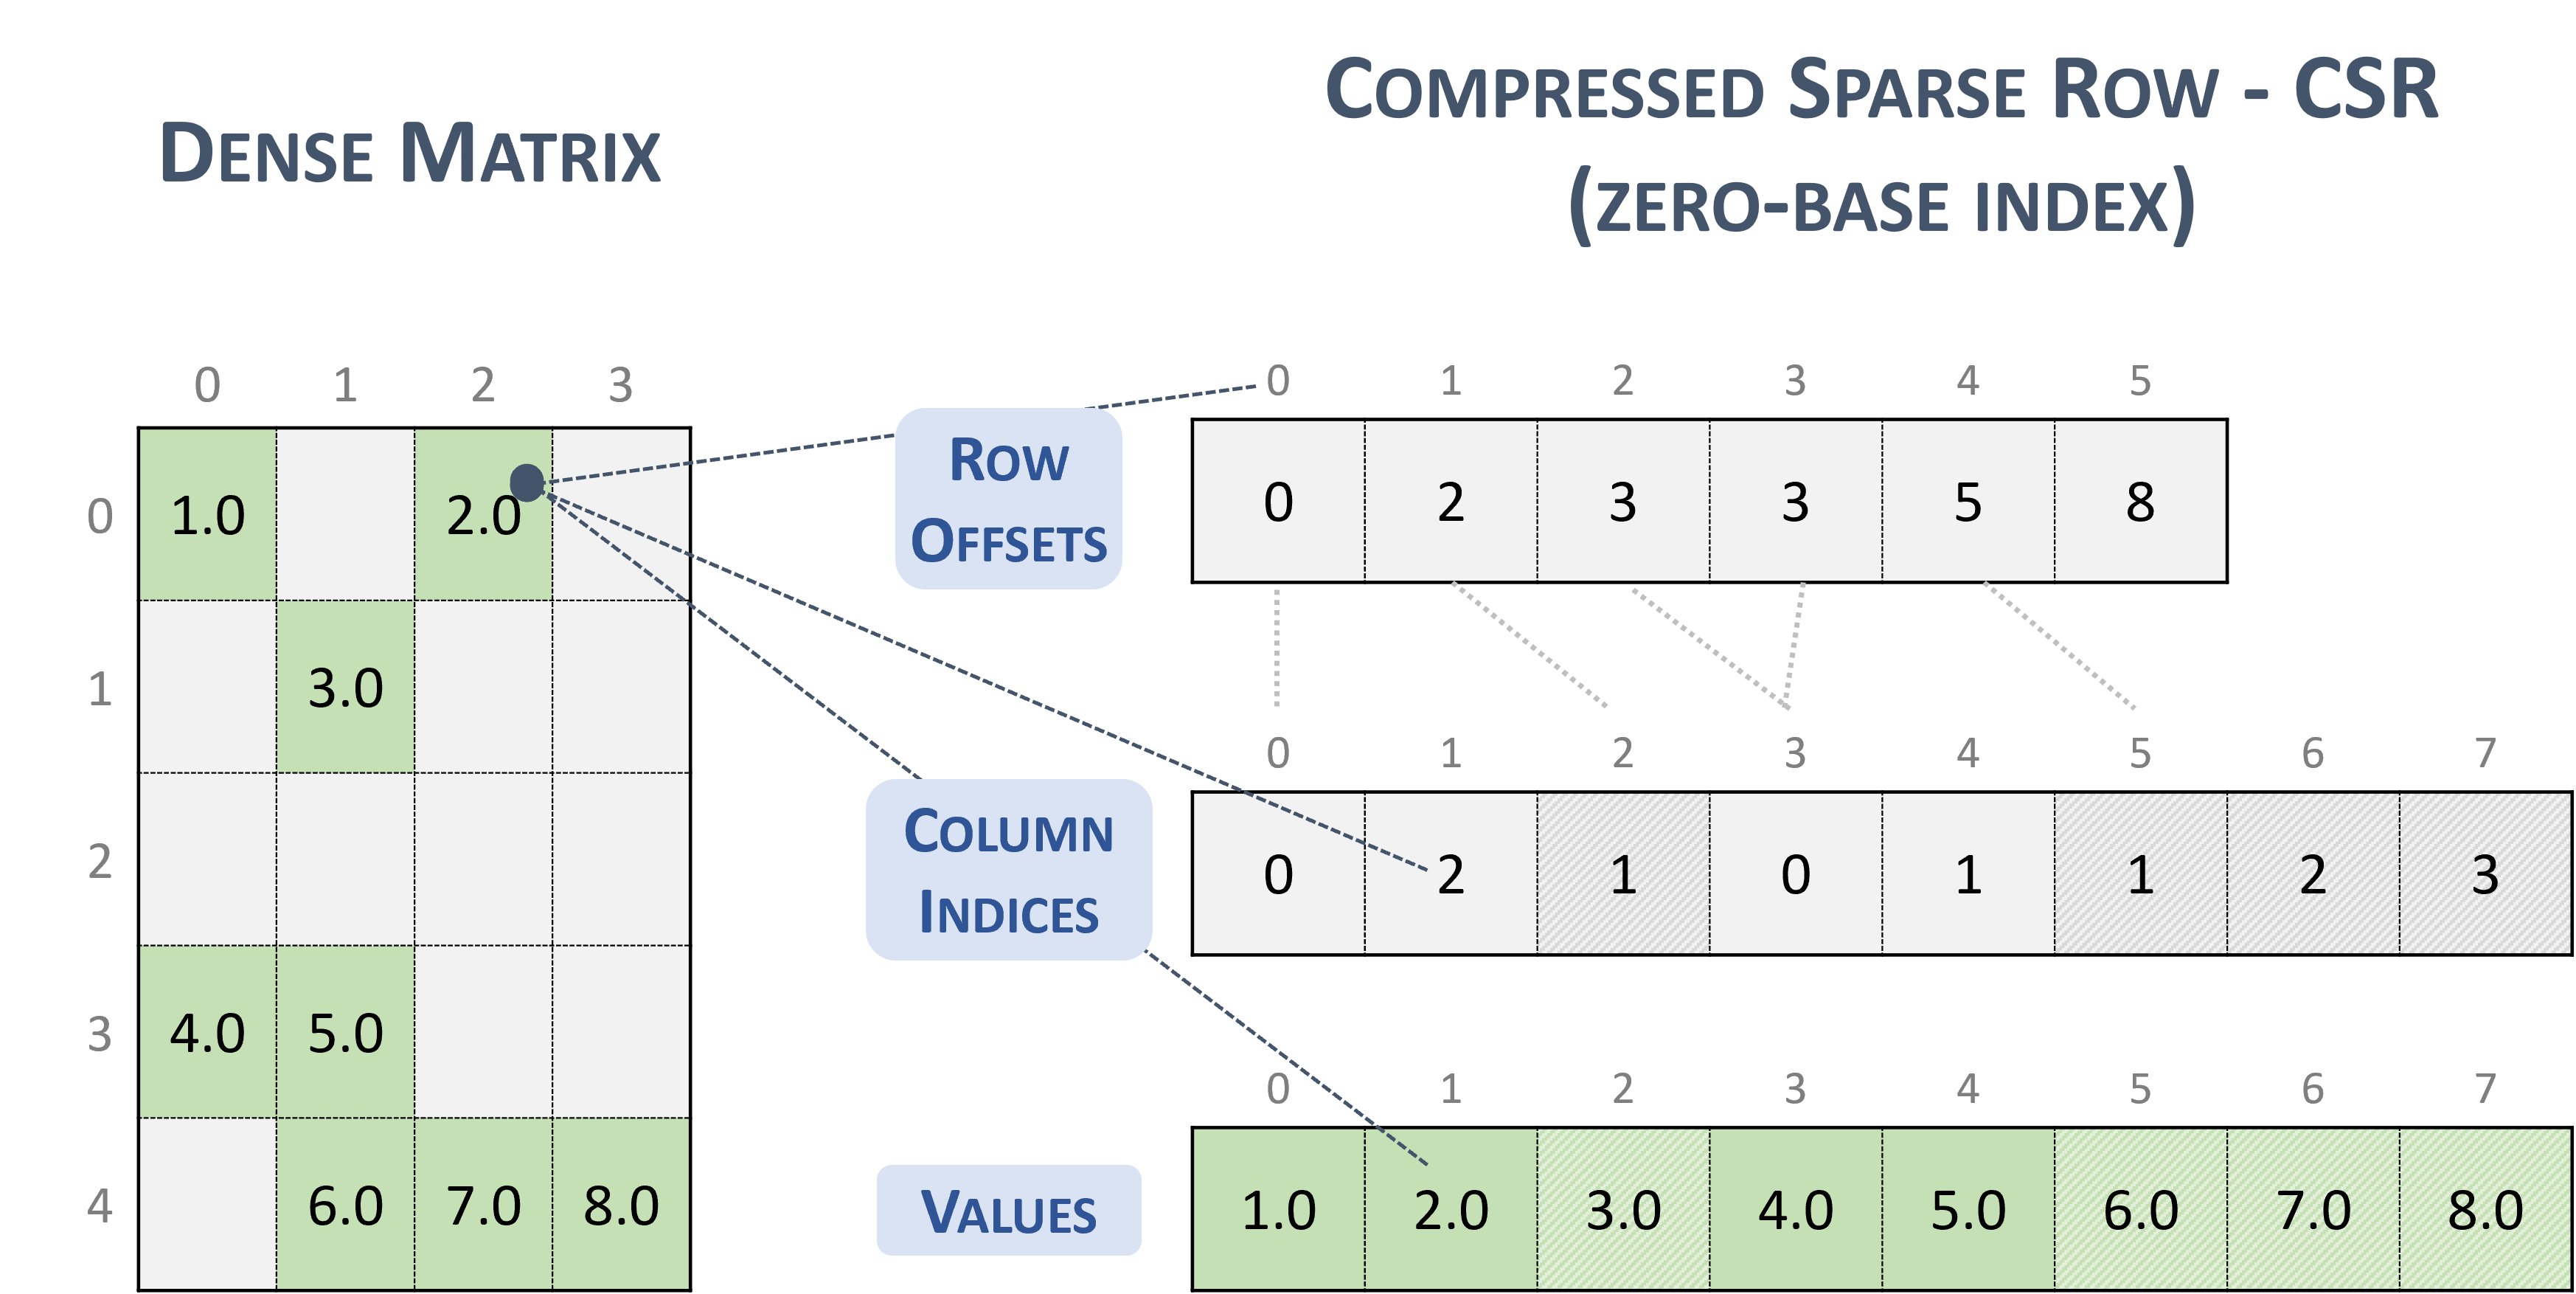 DENSE MATRIX
COMPRESSED SPARSE ROW - CSR
(ZERO-BASE INDEX)
0 1 2 3
0 1.0 2.0
1 3.0
2
3 4.0 5.0
4 6.0 7.0 8.0
ROW
OFFSETS
0 1 2 3 4 5
0 2 3 3 5 8
COLUMN
INDICES
0 1 2 3 4 5 6 7
0 2 1 0 1 1 2 3
VALUES
0 1 2 3 4 5 6 7
1.0 2.0 3.0 4.0 5.0 6.0 7.0 8.0